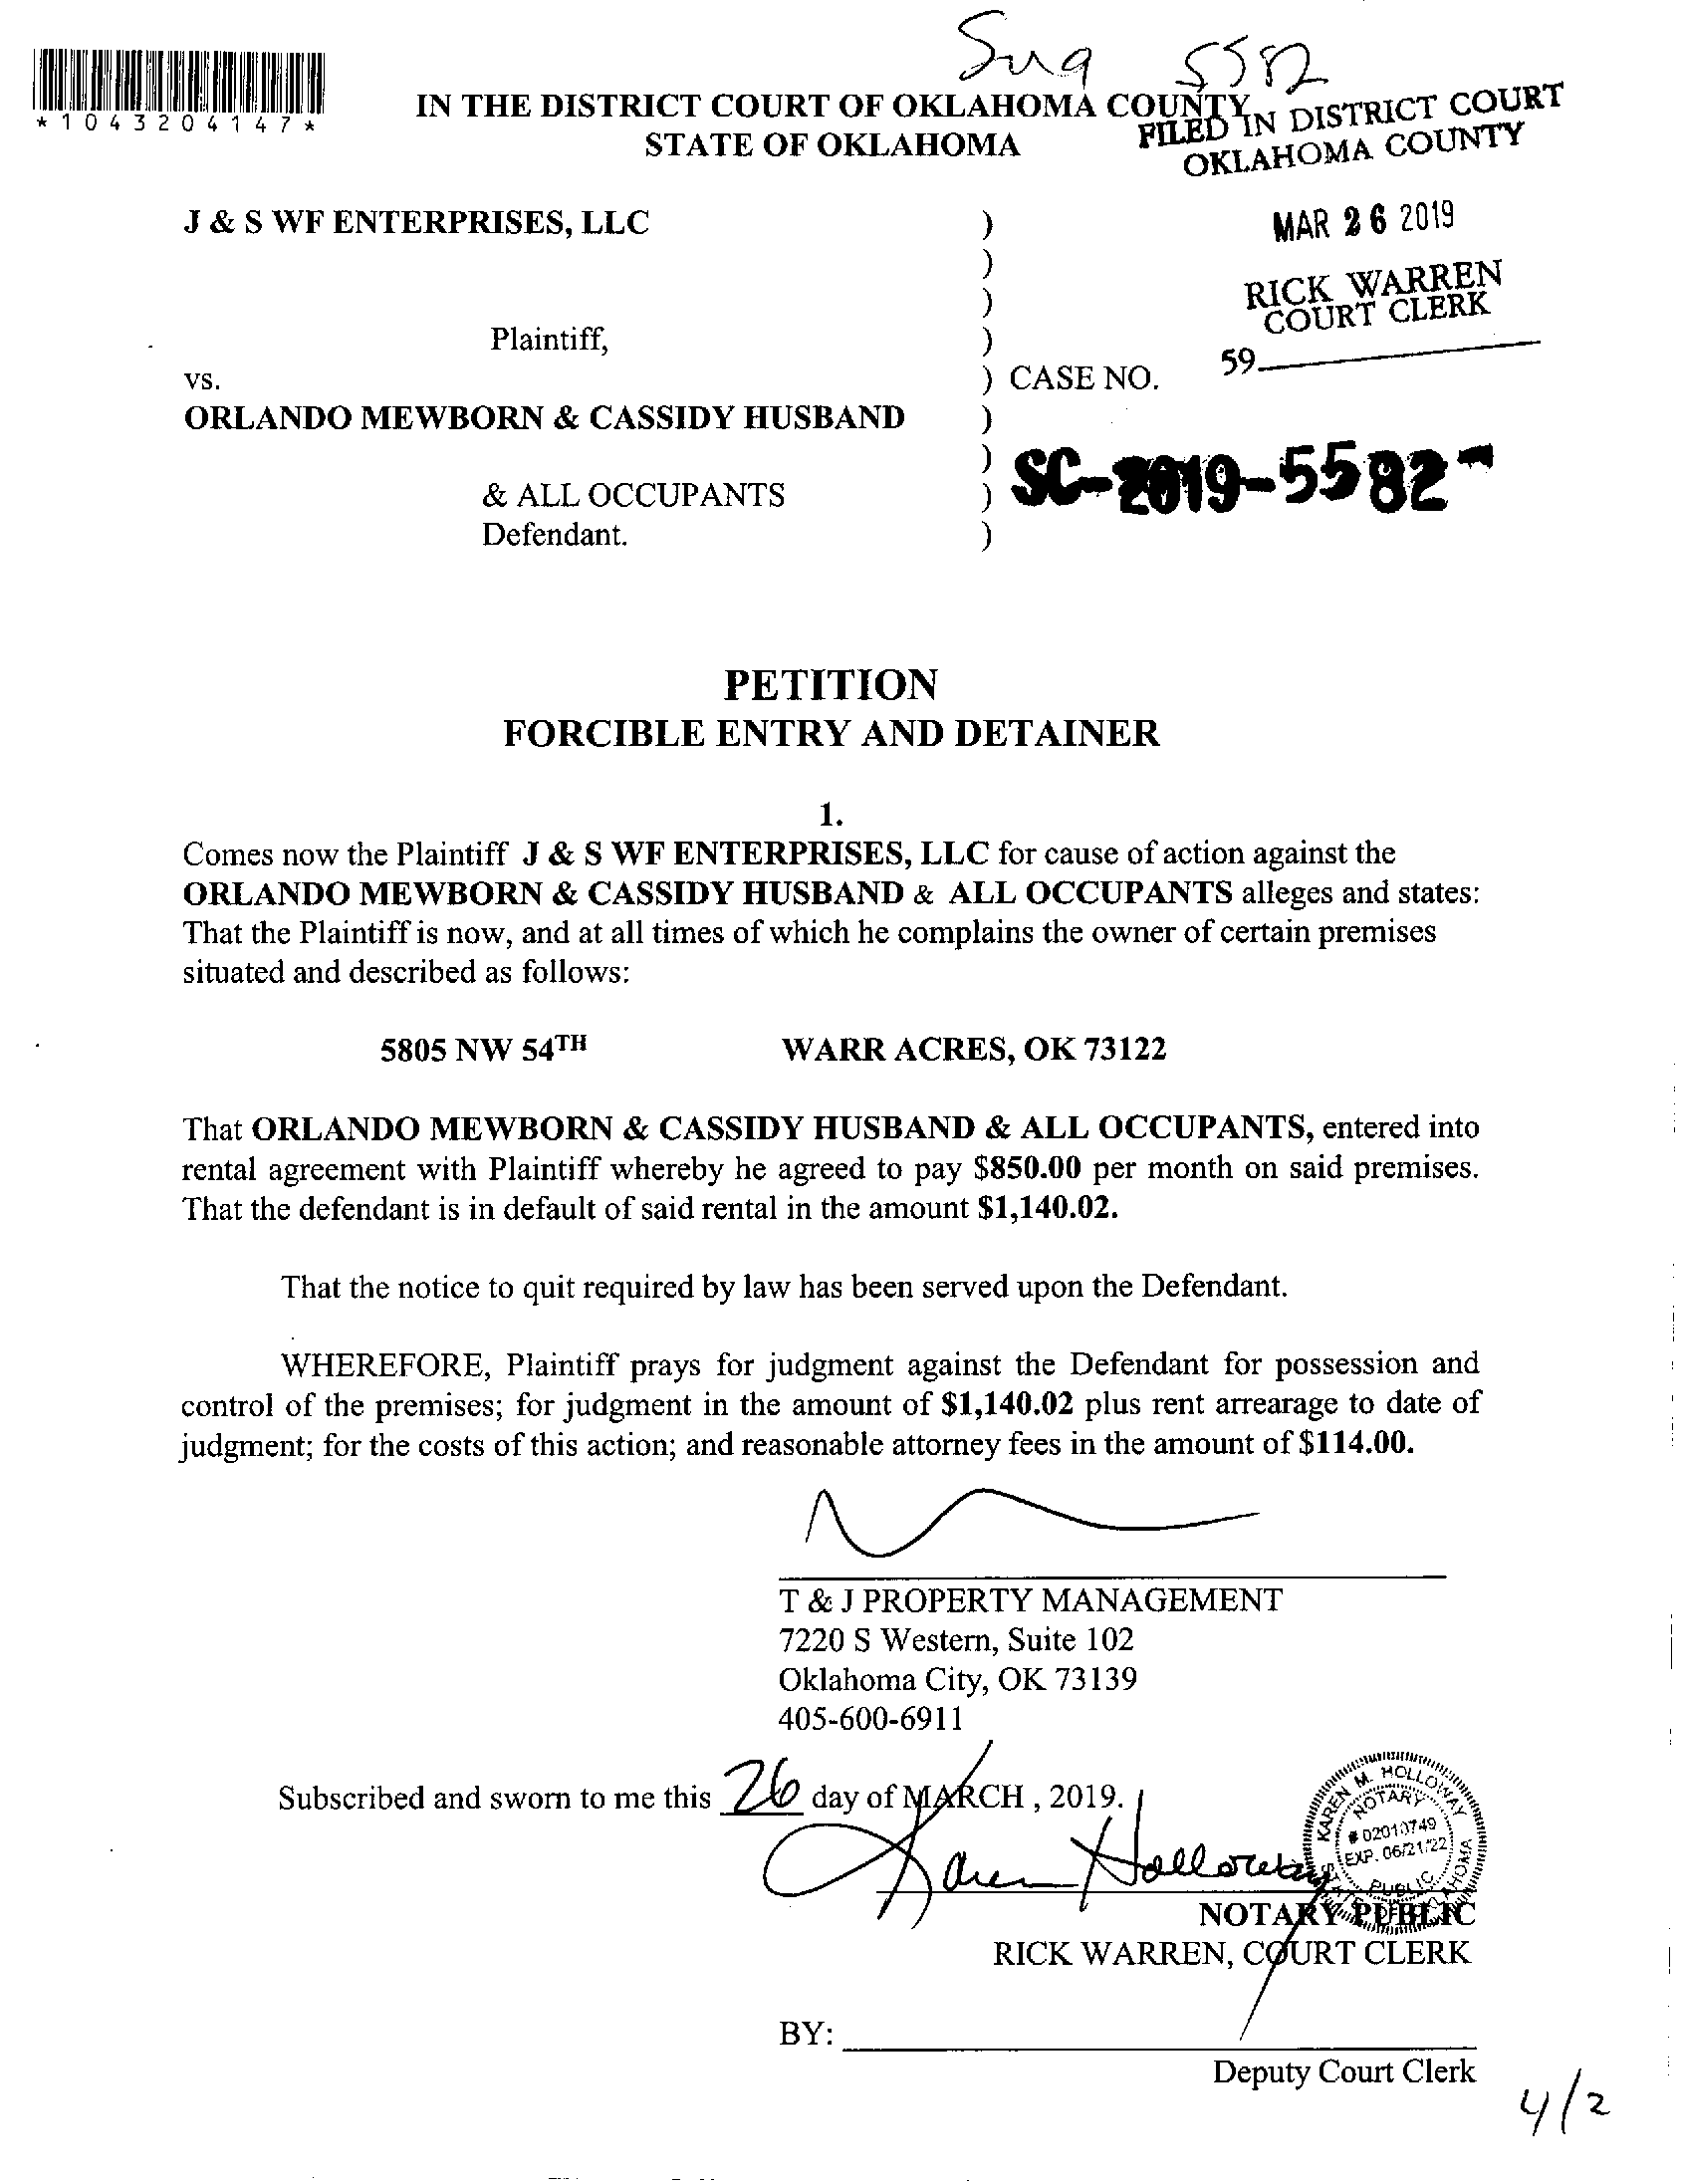 Sug 5582
*1043204147*
IN THE DISTRICT COURT OF OKLAHOMA COUNTY
STATE OF OKLAHOMA
FILED IN DISTRICT COURT
OKLAHOMA COUNTY
MAR 26 2019
RICK WARREN
COURT CLERK
59
J & S WF ENTERPRISES, LLC )
)
)
Plaintiff, )
vs. ) CASE NO.
ORLANDO MEWBORN & CASSIDY HUSBAND )
) SC-2019-5582-
& ALL OCCUPANTS )
Defendant. )
PETITION
FORCIBLE ENTRY AND DETAINER
1.
Comes now the Plaintiff J & S WF ENTERPRISES, LLC for cause of action against the
ORLANDO MEWBORN & CASSIDY HUSBAND & ALL OCCUPANTS alleges and states:
That the Plaintiff is now, and at all times of which he complains the owner of certain premises
situated and described as follows:
5805 NW 54TH WARR ACRES, OK 73122
That ORLANDO MEWBORN & CASSIDY HUSBAND & ALL OCCUPANTS, entered into
rental agreement with Plaintiff whereby he agreed to pay $850.00 per month on said premises.
That the defendant is in default of said rental in the amount $1,140.02.
That the notice to quit required by law has been served upon the Defendant.
WHEREFORE, Plaintiff prays for judgment against the Defendant for possession and
control of the premises; for judgment in the amount of $1,140.02 plus rent arrearage to date of
judgment; for the costs of this action; and reasonable attorney fees in the amount of $114.00.
T & J PROPERTY MANAGEMENT
7220 S Western, Suite 102
Oklahoma City, OK 73139
405-600-6911
Subscribed and sworn to me this 26 day of MARCH , 2019.
Karen Holloway
KAREN M. HOLLOWAY
NOTARY
# 02010749
EXP. 06/21/22
PUBLIC
STATE OF OKLAHOMA
NOTARY PUBLIC
RICK WARREN, COURT CLERK
BY:
Deputy Court Clerk
4/2